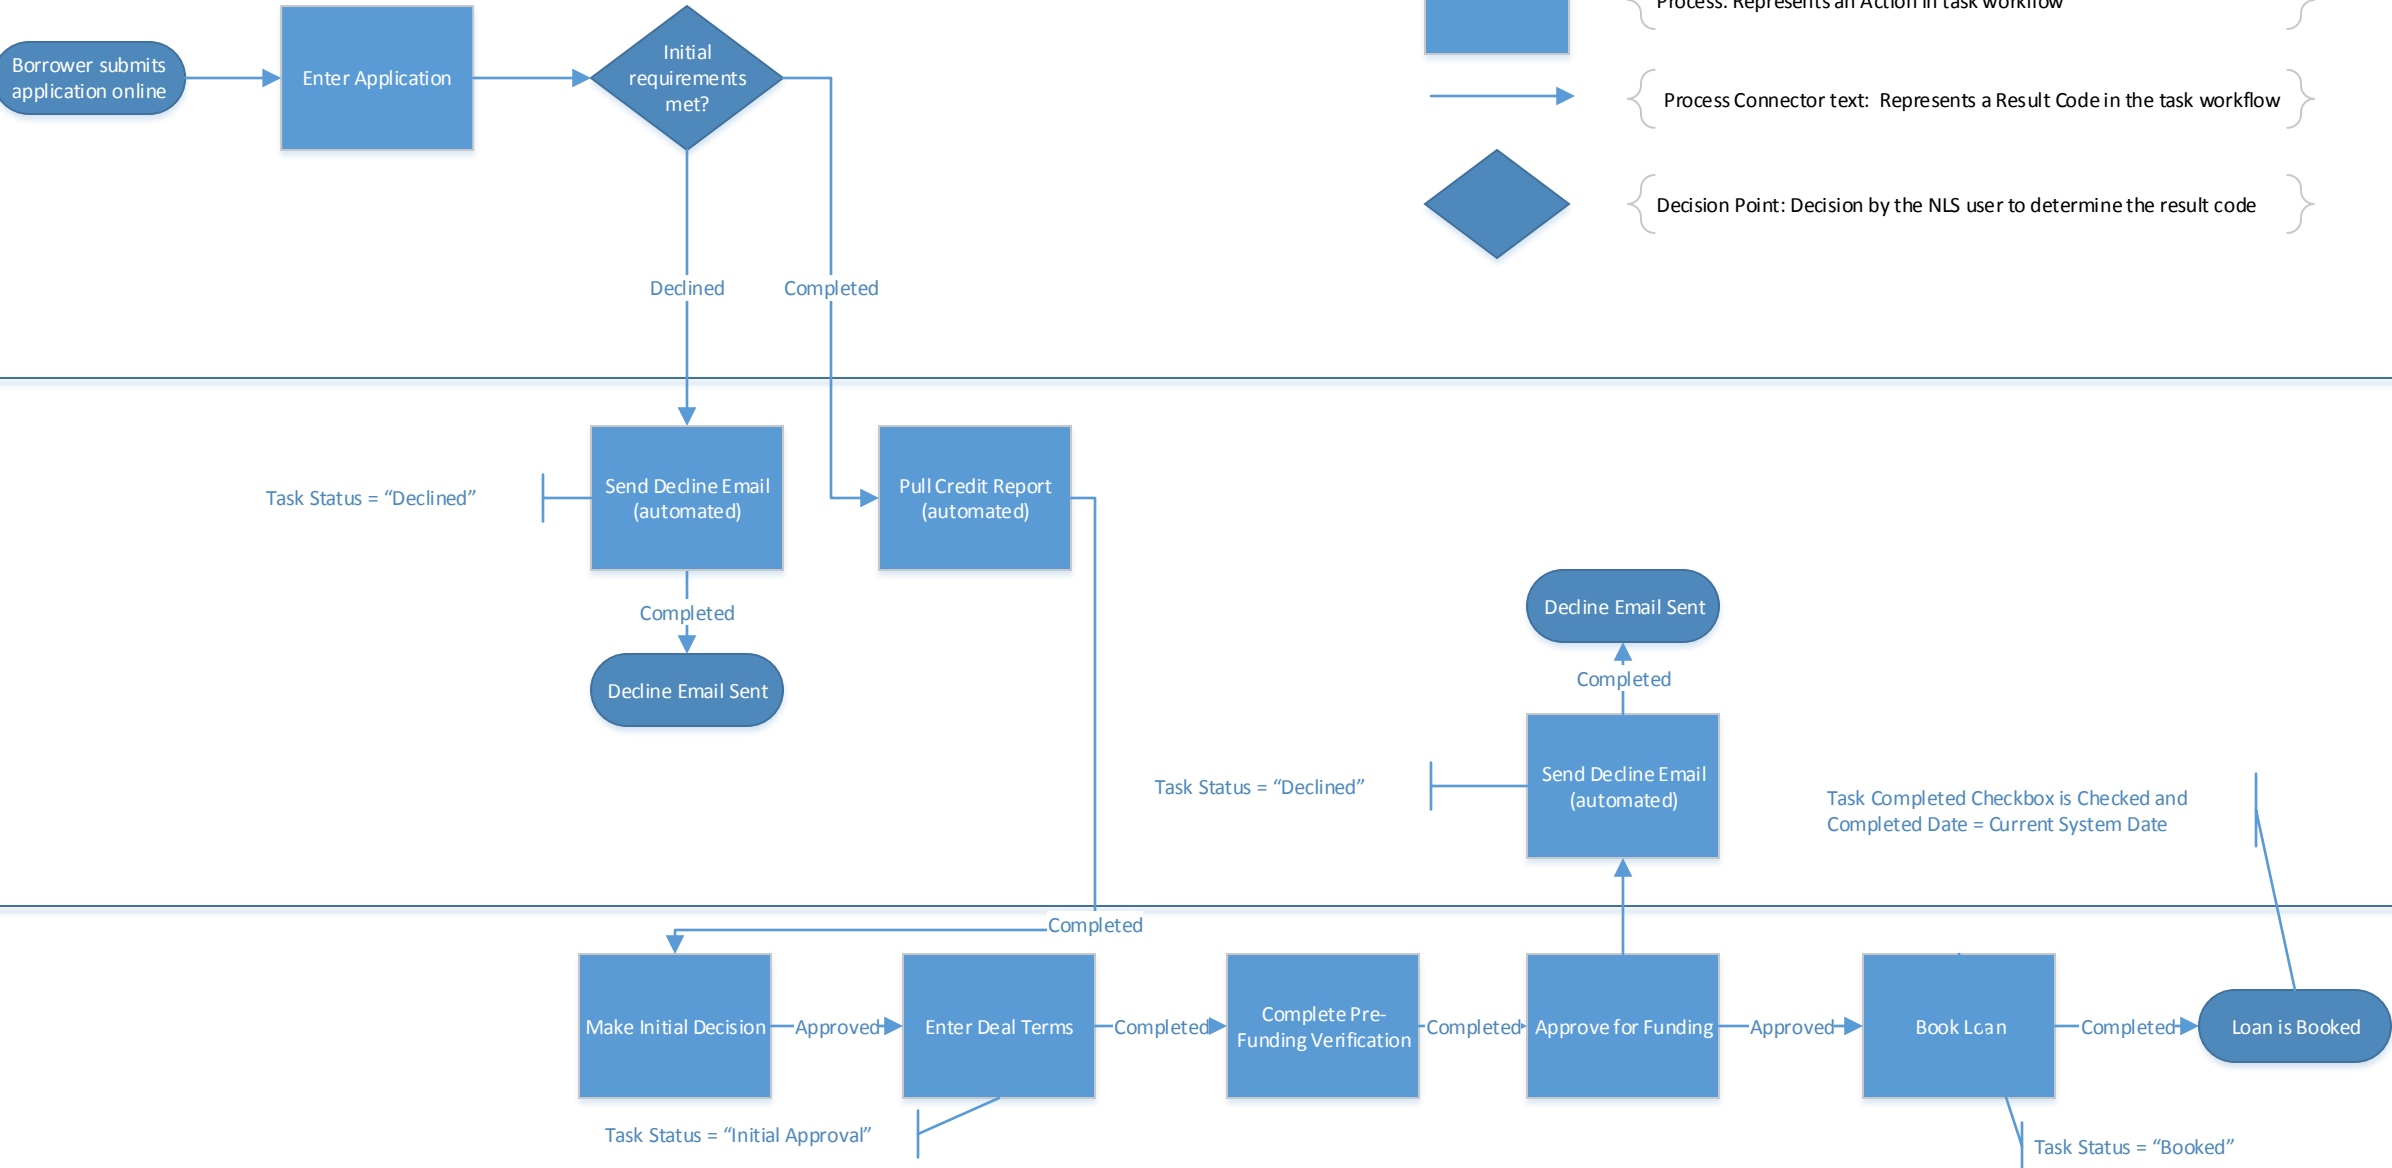 Process: Represents an Action in task workflow
Borrower submits
application online
Enter Application
Initial
requirements
met?
Process Connector text: Represents a Result Code in the task workflow
Decision Point: Decision by the NLS user to determine the result code
Declined
Completed
Task Status = “Declined”
Send Decline Email
(automated)
Pull Credit Report
(automated)
Completed
Decline Email Sent
Decline Email Sent
Completed
Task Status = “Declined”
Send Decline Email
(automated)
Task Completed Checkbox is Checked and
Completed Date = Current System Date
Completed
Make Initial Decision
Approved
Enter Deal Terms
Completed
Complete Pre-
Funding Verification
Completed
Approve for Funding
Approved
Book Loan
Completed
Loan is Booked
Task Status = “Initial Approval”
Task Status = “Booked”